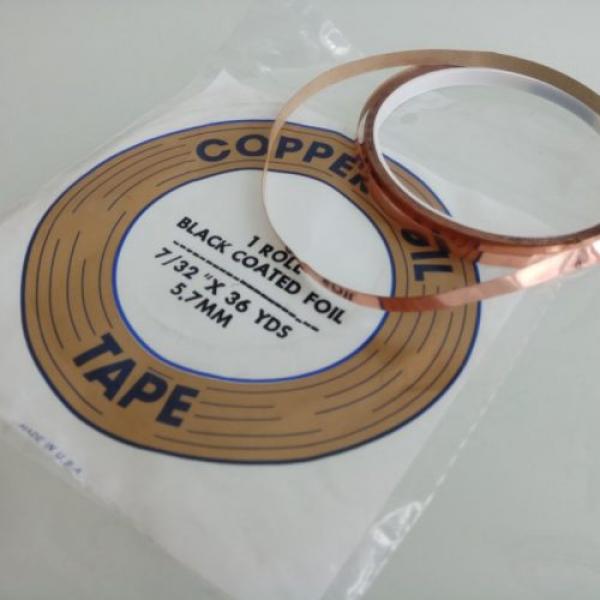 COPPER FOIL
1 ROLL
BLACK COATED FOIL
7/32 " X 36 YDS
5.7MM
TAPE
MADE IN U.S.A.